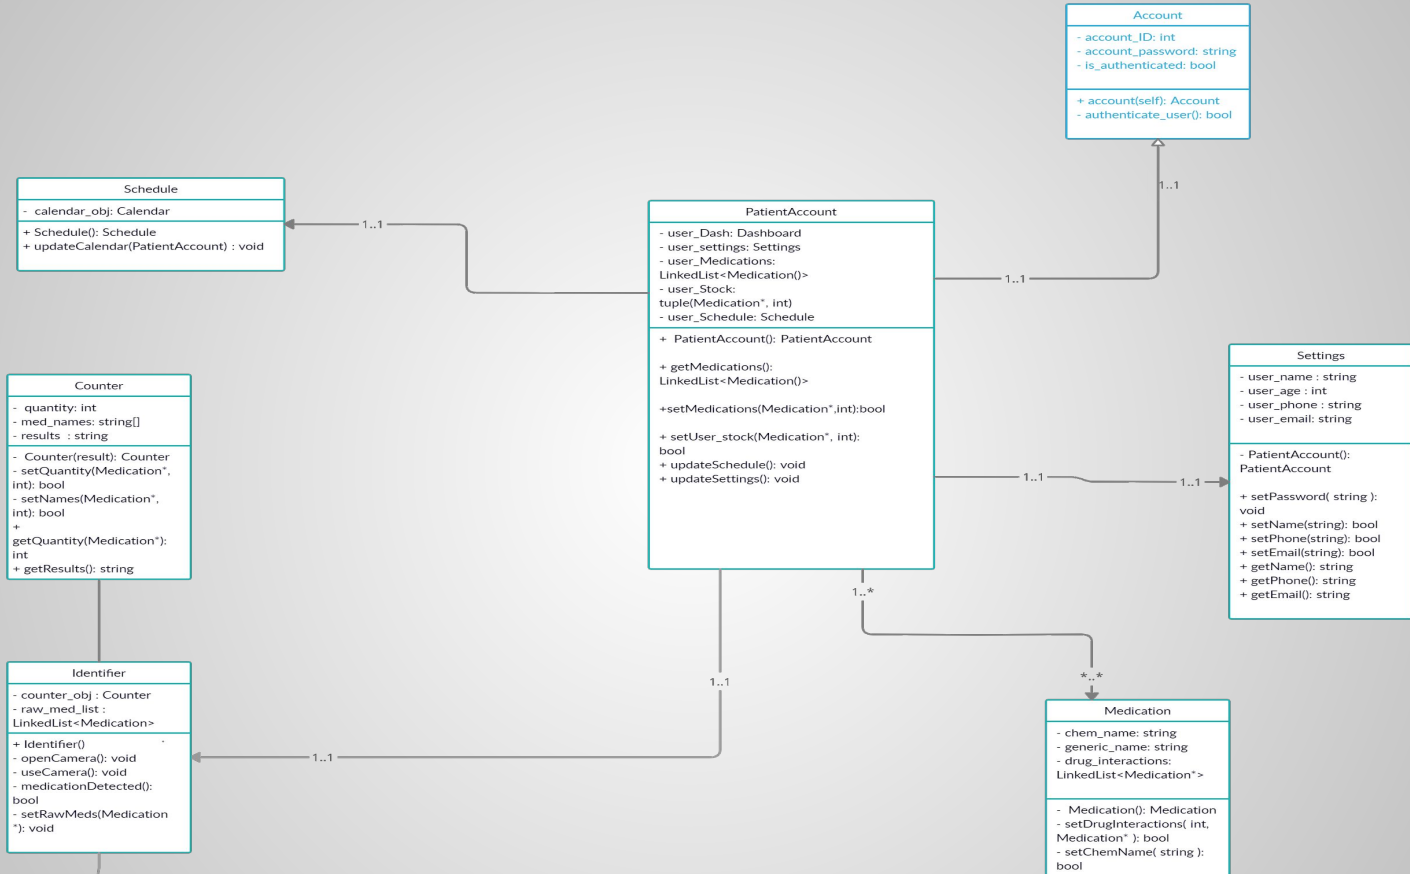 Account
- account_ID: int
- account_password: string
- is_authenticated: bool
+ account(self): Account
- authenticate_user(): bool
1..1
1..1
Schedule
- calendar_obj: Calendar
+ Schedule(): Schedule
+ updateCalendar(PatientAccount) : void
1..1
PatientAccount
- user_Dash: Dashboard
- user_settings: Settings
- user_Medications:
LinkedList<Medication()>
- user_Stock:
tuple(Medication*, int)
- user_Schedule: Schedule
+ PatientAccount(): PatientAccount
+ getMedications():
LinkedList<Medication()>
+setMedications(Medication*,int):bool
+ setUser_stock(Medication*, int):
bool
+ updateSchedule(): void
+ updateSettings(): void
Settings
- user_name : string
- user_age : int
- user_phone : string
- user_email: string
- PatientAccount():
PatientAccount
+ setPassword( string ):
void
+ setName(string): bool
+ setPhone(string): bool
+ setEmail(string): bool
+ getName(): string
+ getPhone(): string
+ getEmail(): string
1..1
1..1
Counter
- quantity: int
- med_names: string[]
- results : string
- Counter(result): Counter
- setQuantity(Medication*,
int): bool
- setNames(Medication*,
int): bool
+
getQuantity(Medication*):
int
+ getResults(): string
Identifier
- counter_obj : Counter
- raw_med_list :
LinkedList<Medication>
+ Identifier()
- openCamera(): void
- useCamera(): void
- medicationDetected():
bool
- setRawMeds(Medication
*): void
1..1
1..1
1..*
*..*
Medication
- chem_name: string
- generic_name: string
- drug_interactions:
LinkedList<Medication*>
- Medication(): Medication
- setDrugInteractions( int,
Medication* ): bool
- setChemName( string ):
bool